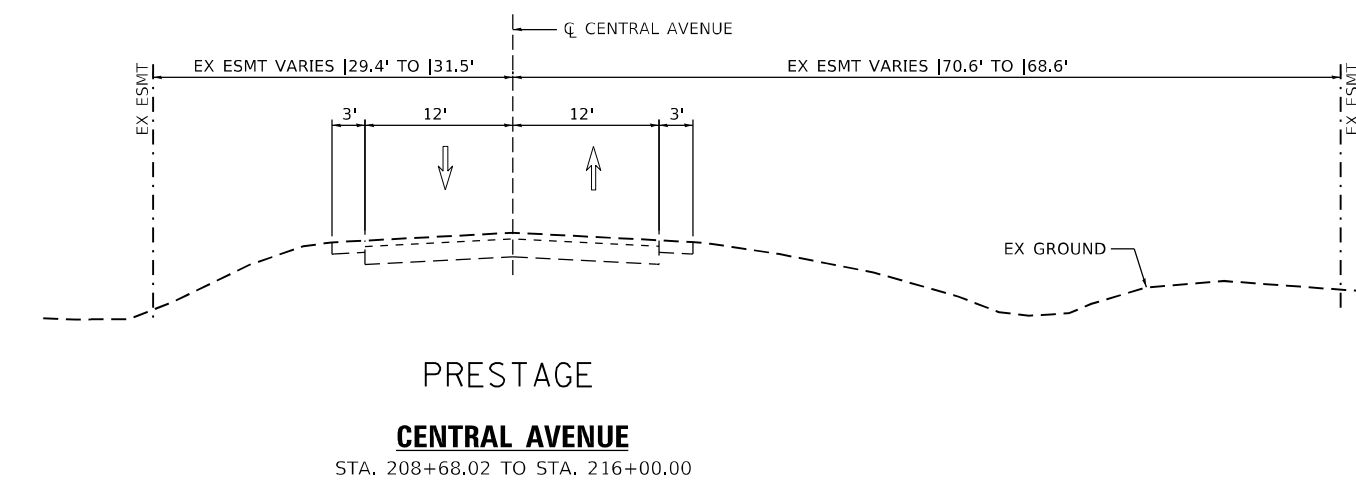 ℄ CENTRAL AVENUE
EX ESMT VARIES |29.4' TO |31.5'
EX ESMT VARIES |70.6' TO |68.6'
EX ESMT
EX ESMT
3'
12'
12'
3'
EX GROUND
PRESTAGE
CENTRAL AVENUE
STA. 208+68.02 TO STA. 216+00.00